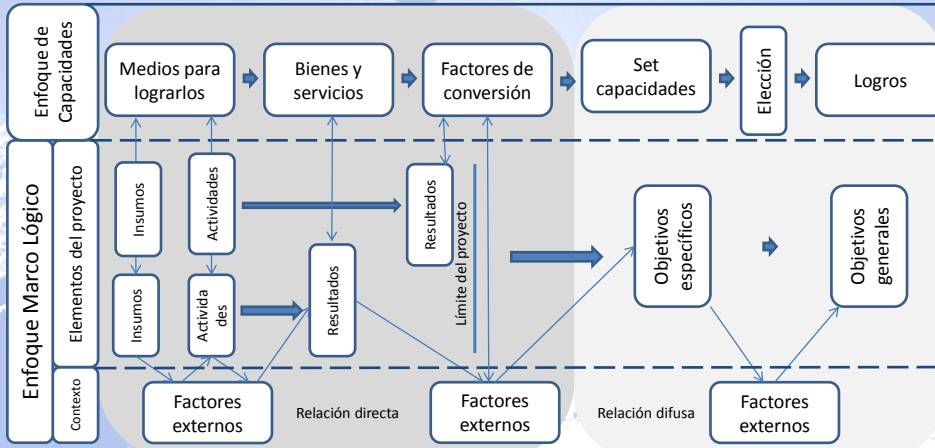 Enfoque de
Capacidades
Medios para
lograrlos
Bienes y
servicios
Factores de
conversión
Set
capacidades
Elección
Logros
Enfoque Marco Lógico
Elementos del proyecto
Insumos
Actividades
Resultados
Límite del proyecto
Objetivos
específicos
Objetivos
generales
Insumos
Activida
des
Resultados
Contexto
Factores
externos
Relación directa
Factores
externos
Relación difusa
Factores
externos